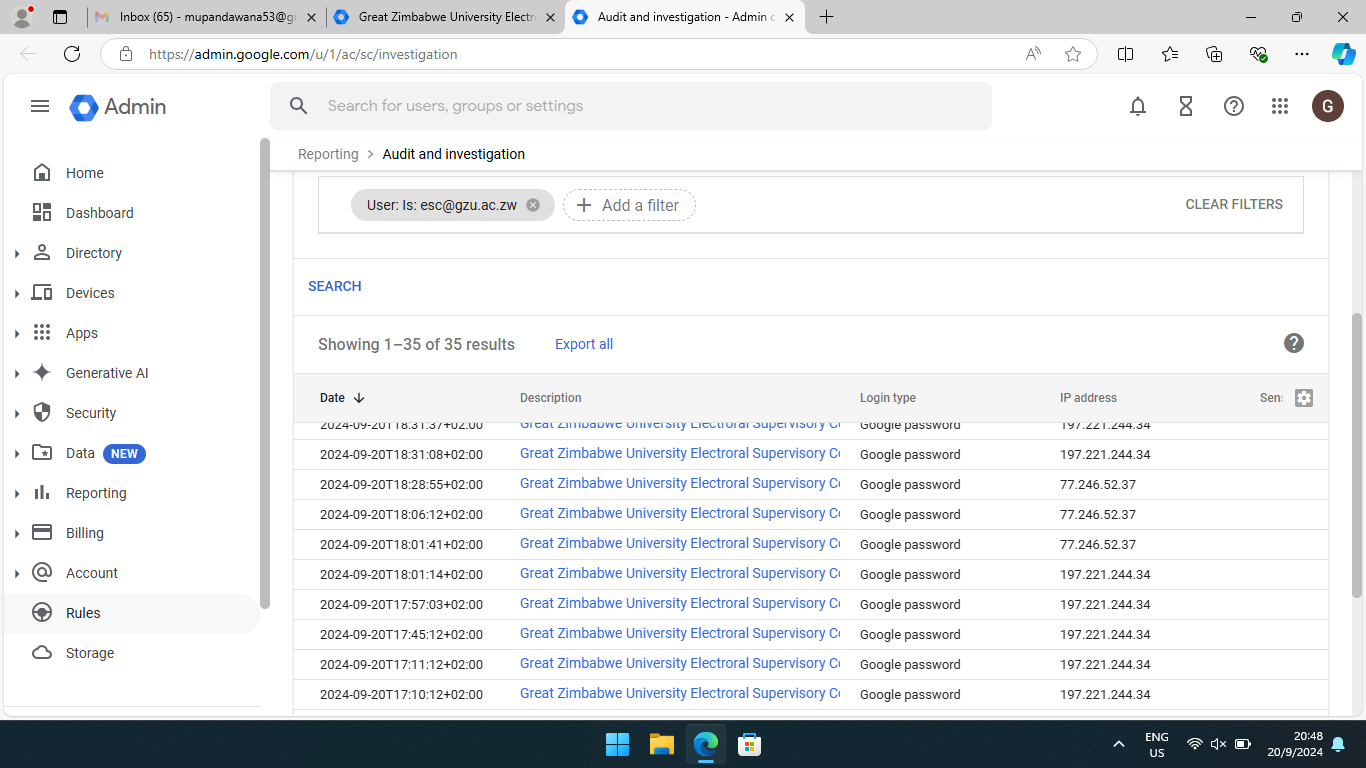 Inbox (65) - mupandawana53@g
Great Zimbabwe University Electr
Audit and investigation - Admin c
https://admin.google.com/u/1/ac/sc/investigation
Admin
Search for users, groups or settings
G
Reporting > Audit and investigation
Home
Dashboard
Directory
Devices
Apps
Generative AI
Security
Data NEW
Reporting
Billing
Account
Rules
Storage
User: Is: esc@gzu.ac.zw
Add a filter
CLEAR FILTERS
SEARCH
Showing 1–35 of 35 results Export all
Date Description Login type IP address Sen
2024-09-20T18:31:37+02:00 Great Zimbabwe University Electroral Supervisory Co Google password 197.221.244.34
2024-09-20T18:31:08+02:00 Great Zimbabwe University Electroral Supervisory Co Google password 197.221.244.34
2024-09-20T18:28:55+02:00 Great Zimbabwe University Electroral Supervisory Co Google password 77.246.52.37
2024-09-20T18:06:12+02:00 Great Zimbabwe University Electroral Supervisory Co Google password 77.246.52.37
2024-09-20T18:01:41+02:00 Great Zimbabwe University Electroral Supervisory Co Google password 77.246.52.37
2024-09-20T18:01:14+02:00 Great Zimbabwe University Electroral Supervisory Co Google password 197.221.244.34
2024-09-20T17:57:03+02:00 Great Zimbabwe University Electroral Supervisory Co Google password 197.221.244.34
2024-09-20T17:45:12+02:00 Great Zimbabwe University Electroral Supervisory Co Google password 197.221.244.34
2024-09-20T17:11:12+02:00 Great Zimbabwe University Electroral Supervisory Co Google password 197.221.244.34
2024-09-20T17:10:12+02:00 Great Zimbabwe University Electroral Supervisory Co Google password 197.221.244.34
ENG
US
20:48
20/9/2024